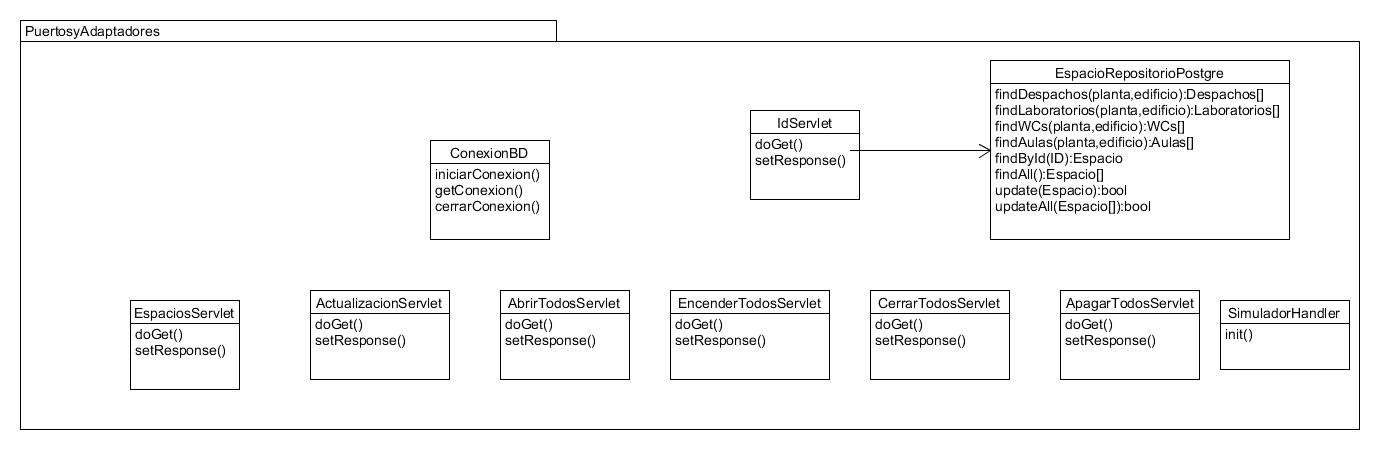 PuertosyAdaptadores
EspacioRepositorioPostgre
findDespachos(planta,edificio):Despachos[]
findLaboratorios(planta,edificio):Laboratorios[]
findWCs(planta,edificio):WCs[]
findAulas(planta,edificio):Aulas[]
findById(ID):Espacio
findAll():Espacio[]
update(Espacio):bool
updateAll(Espacio[]):bool
IdServlet
doGet()
setResponse()
ConexionBD
iniciarConexion()
getConexion()
cerrarConexion()
EspaciosServlet
doGet()
setResponse()
ActualizacionServlet
doGet()
setResponse()
AbrirTodosServlet
doGet()
setResponse()
EncenderTodosServlet
doGet()
setResponse()
CerrarTodosServlet
doGet()
setResponse()
ApagarTodosServlet
doGet()
setResponse()
SimuladorHandler
init()